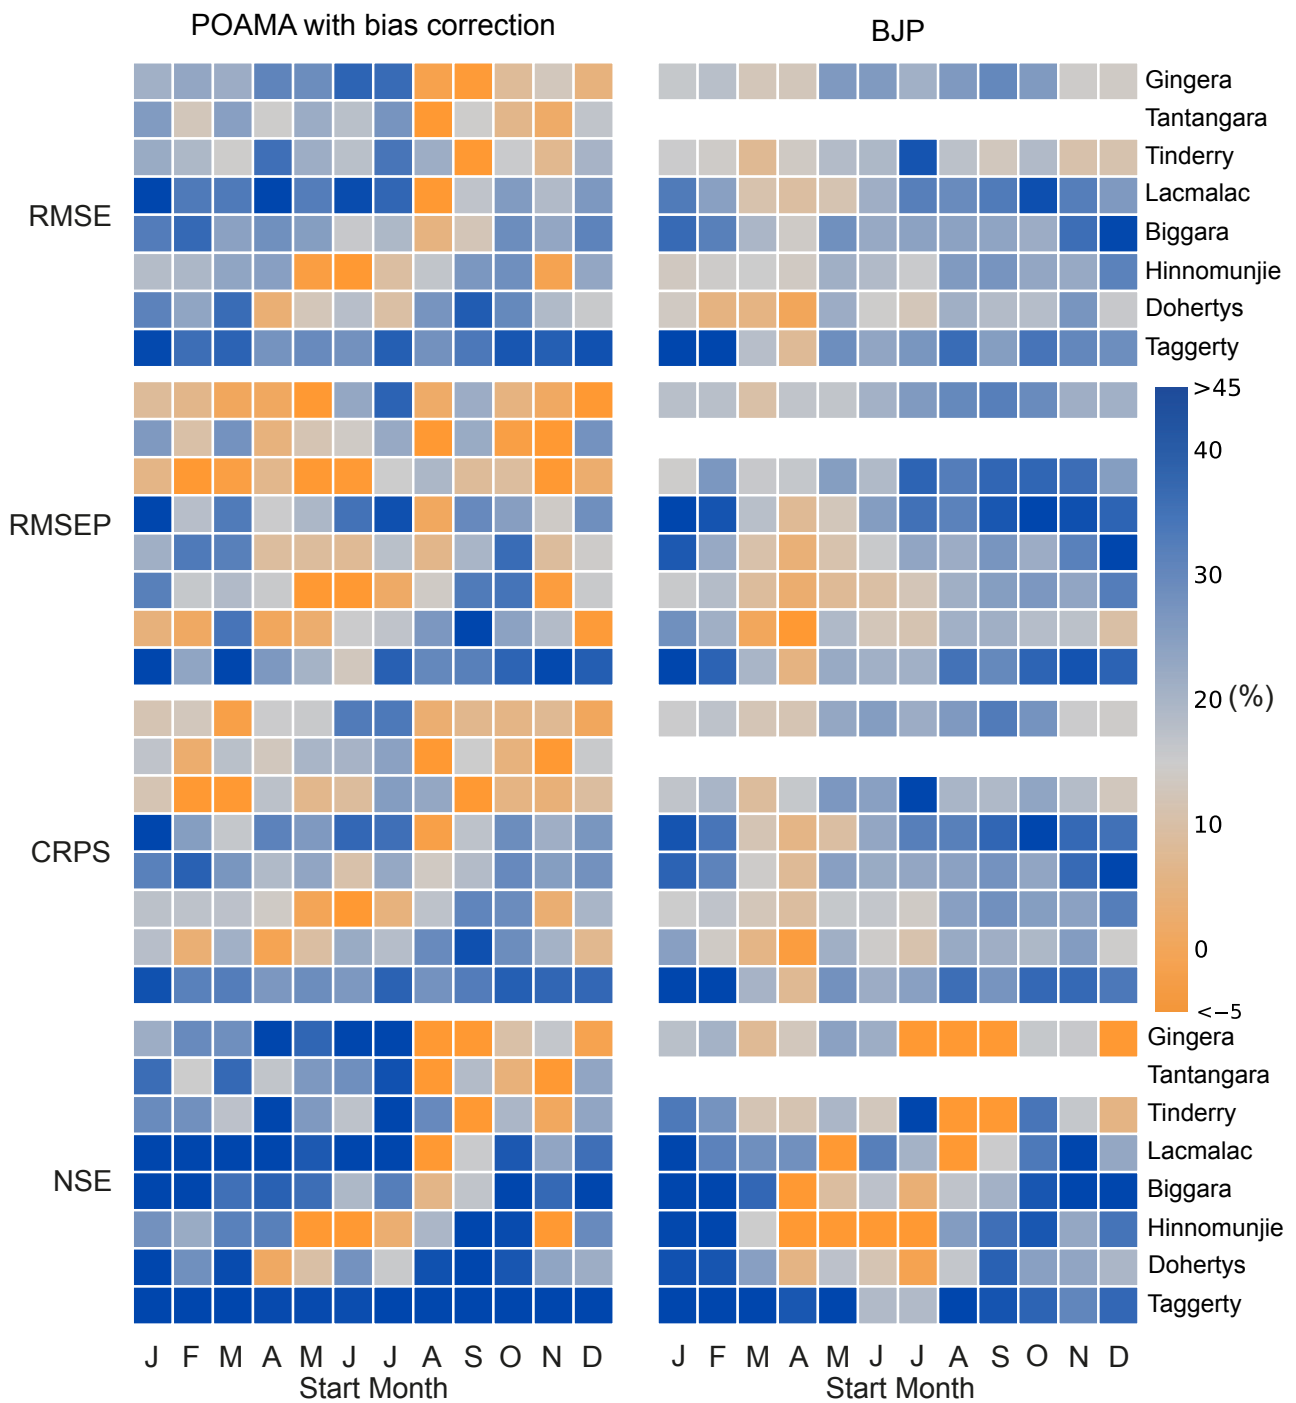 POAMA with bias correction
BJP
Gingera
Tantangara
Tinderry
Lacmalac
RMSE
Biggara
Hinnomunjie
Dohertys
Taggerty
>45
40
RMSEP
30
20 (%)
10
CRPS
0
<−5
Gingera
Tantangara
Tinderry
Lacmalac
NSE
Biggara
Hinnomunjie
Dohertys
Taggerty
J F M A M J J A S O N D
J F M A M J J A S O N D
Start Month
Start Month